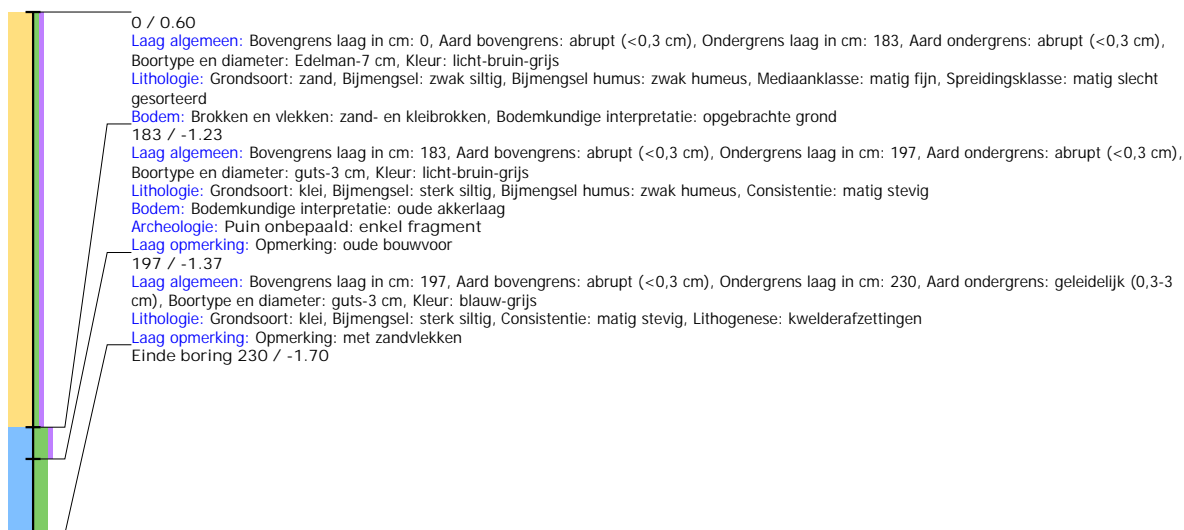 0 / 0.60
Laag algemeen: Bovengrens laag in cm: 0, Aard bovengrens: abrupt (<0,3 cm), Ondergrens laag in cm: 183, Aard ondergrens: abrupt (<0,3 cm),
Boortype en diameter: Edelman-7 cm, Kleur: licht-bruin-grijs
Lithologie: Grondsoort: zand, Bijmengsel: zwak siltig, Bijmengsel humus: zwak humeus, Mediaanklasse: matig fijn, Spreidingsklasse: matig slecht
gesorteerd
Bodem: Brokken en vlekken: zand- en kleibrokken, Bodemkundige interpretatie: opgebrachte grond
183 / -1.23
Laag algemeen: Bovengrens laag in cm: 183, Aard bovengrens: abrupt (<0,3 cm), Ondergrens laag in cm: 197, Aard ondergrens: abrupt (<0,3 cm),
Boortype en diameter: guts-3 cm, Kleur: licht-bruin-grijs
Lithologie: Grondsoort: klei, Bijmengsel: sterk siltig, Bijmengsel humus: zwak humeus, Consistentie: matig stevig
Bodem: Bodemkundige interpretatie: oude akkerlaag
Archeologie: Puin onbepaald: enkel fragment
Laag opmerking: Opmerking: oude bouwvoor
197 / -1.37
Laag algemeen: Bovengrens laag in cm: 197, Aard bovengrens: abrupt (<0,3 cm), Ondergrens laag in cm: 230, Aard ondergrens: geleidelijk (0,3-3
cm), Boortype en diameter: guts-3 cm, Kleur: blauw-grijs
Lithologie: Grondsoort: klei, Bijmengsel: sterk siltig, Consistentie: matig stevig, Lithogenese: kwelderafzettingen
Laag opmerking: Opmerking: met zandvlekken
Einde boring 230 / -1.70